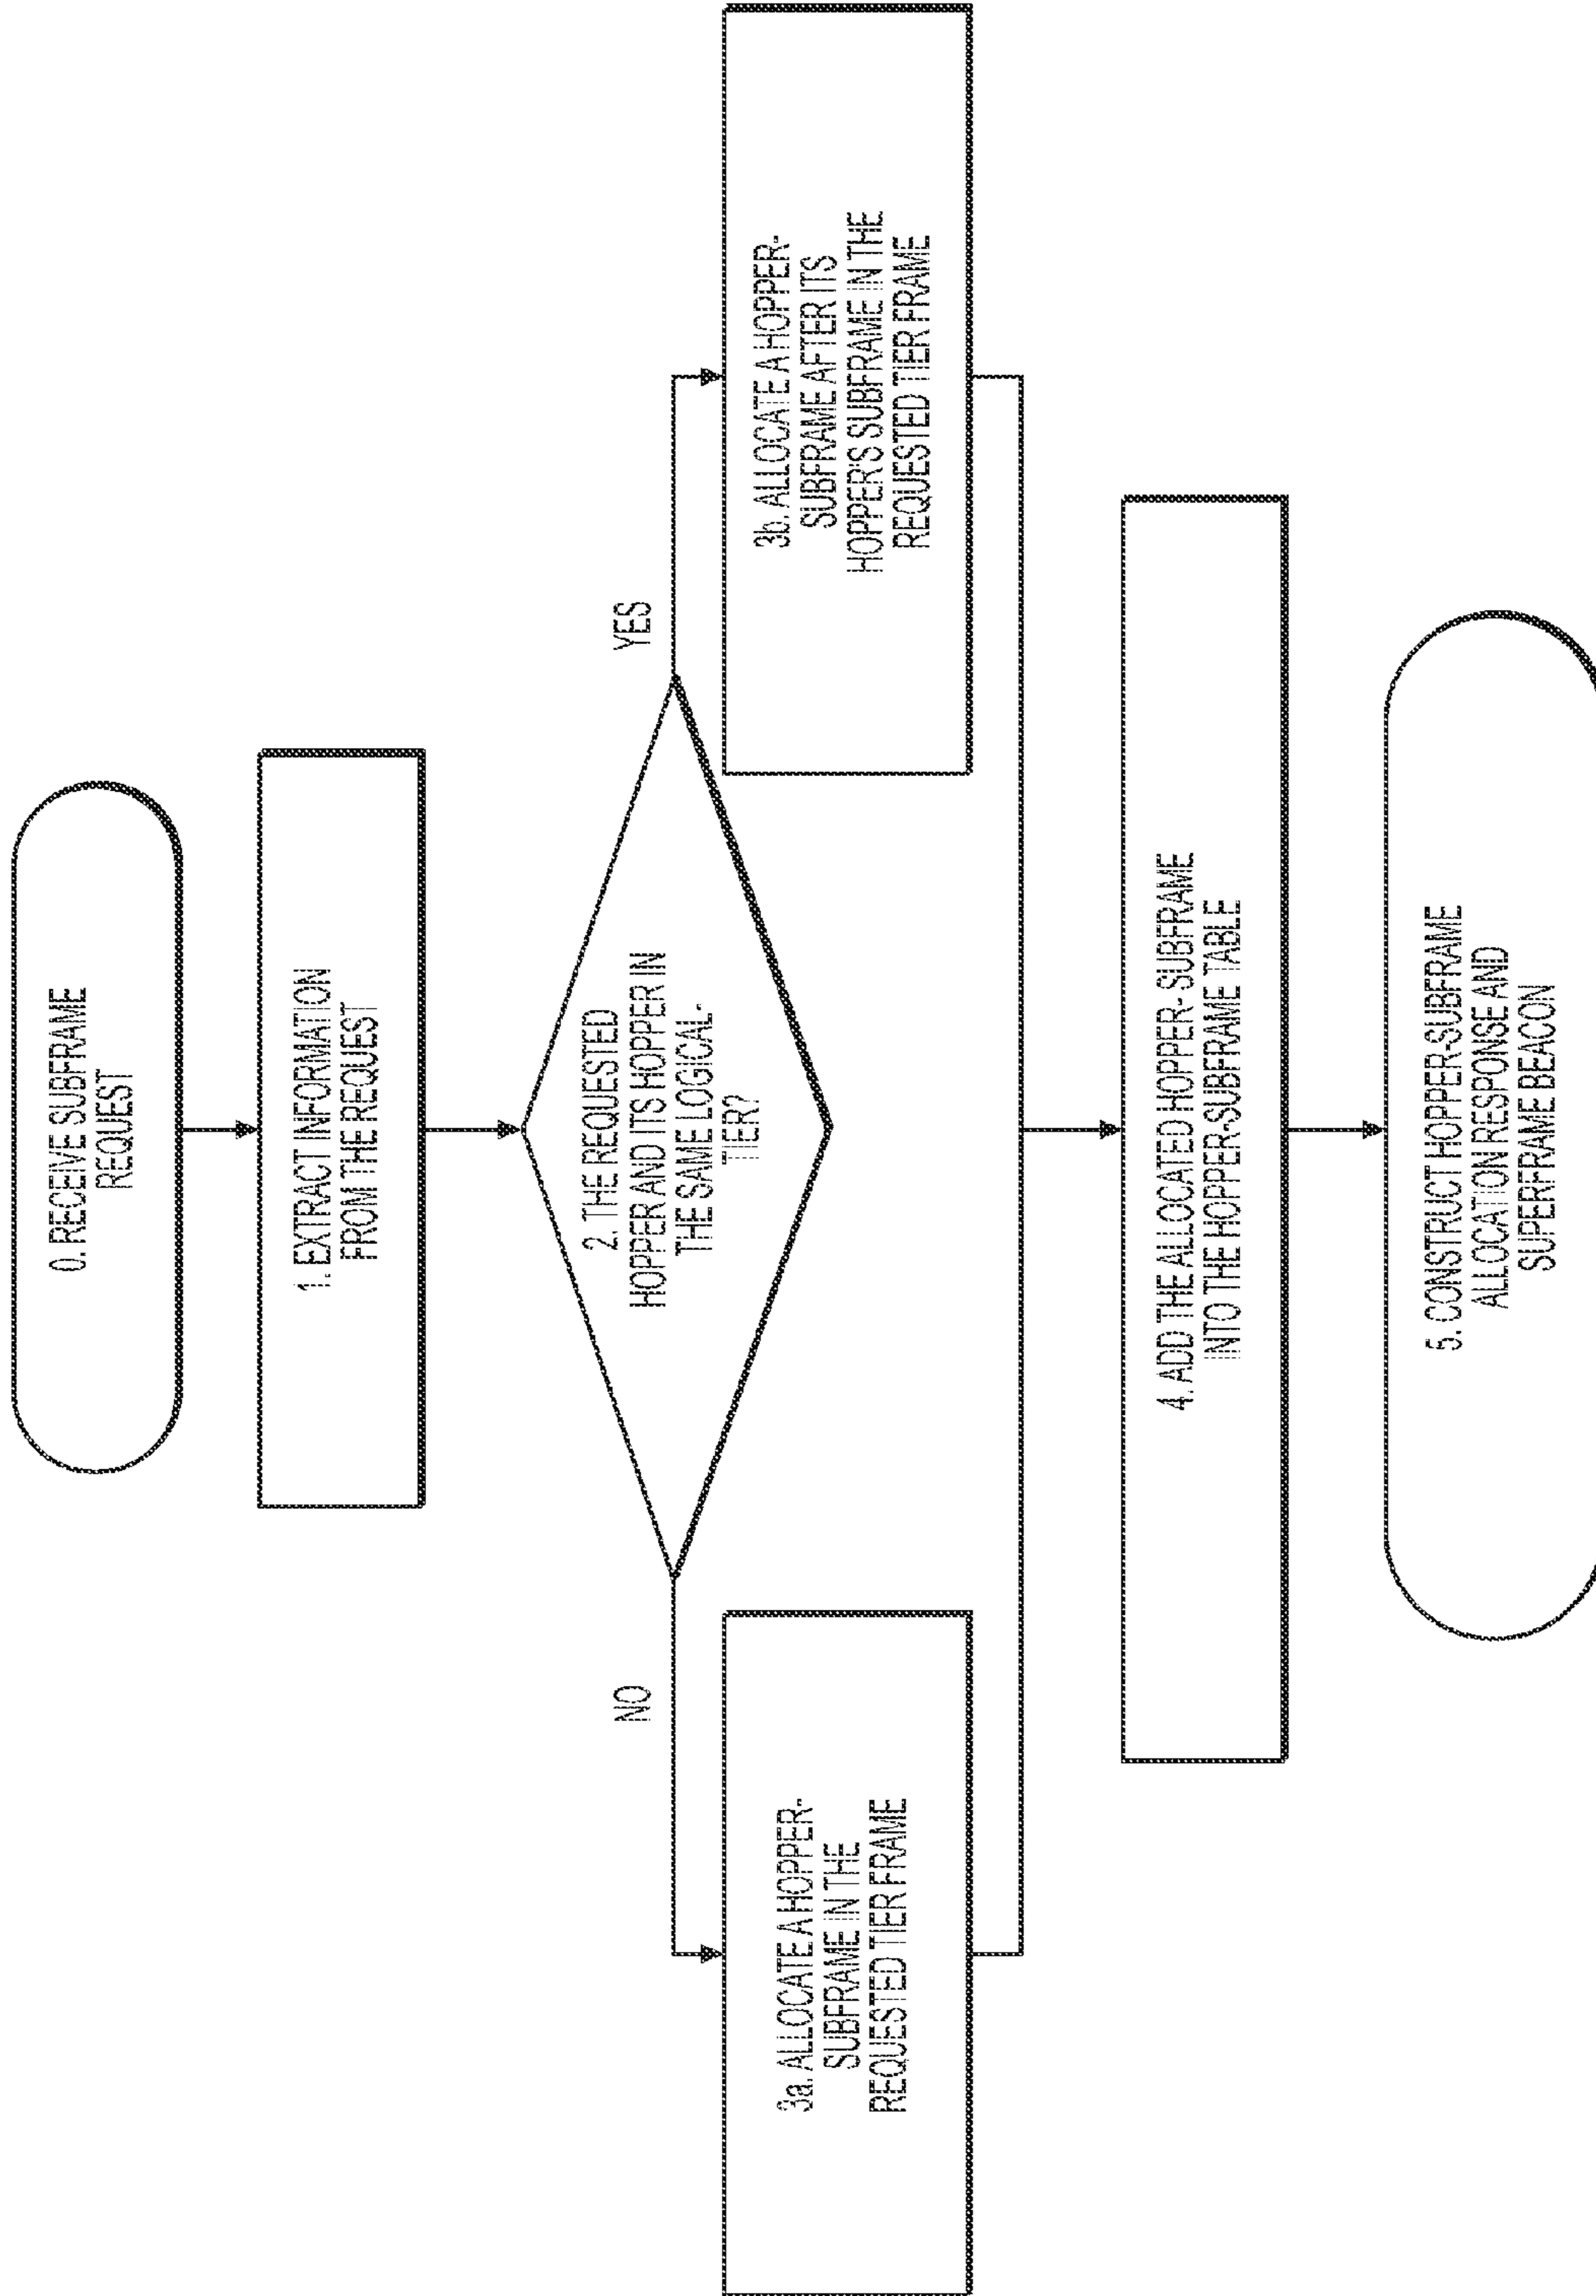 0. RECEIVE SUBFRAME
REQUEST
1. EXTRACT INFORMATION
FROM THE REQUEST
2. THE REQUESTED
HOPPER AND ITS HOPPER IN
THE SAME LOGICAL-
TIER?
NO
YES
3a. ALLOCATE A HOPPER-
SUBFRAME IN THE
REQUESTED TIER FRAME
3b. ALLOCATE A HOPPER-
SUBFRAME AFTER ITS
HOPPER'S SUBFRAME IN THE
REQUESTED TIER FRAME
4. ADD THE ALLOCATED HOPPER- SUBFRAME
INTO THE HOPPER-SUBFRAME TABLE
5. CONSTRUCT HOPPER-SUBFRAME
ALLOCATION RESPONSE AND
SUPERFRAME BEACON